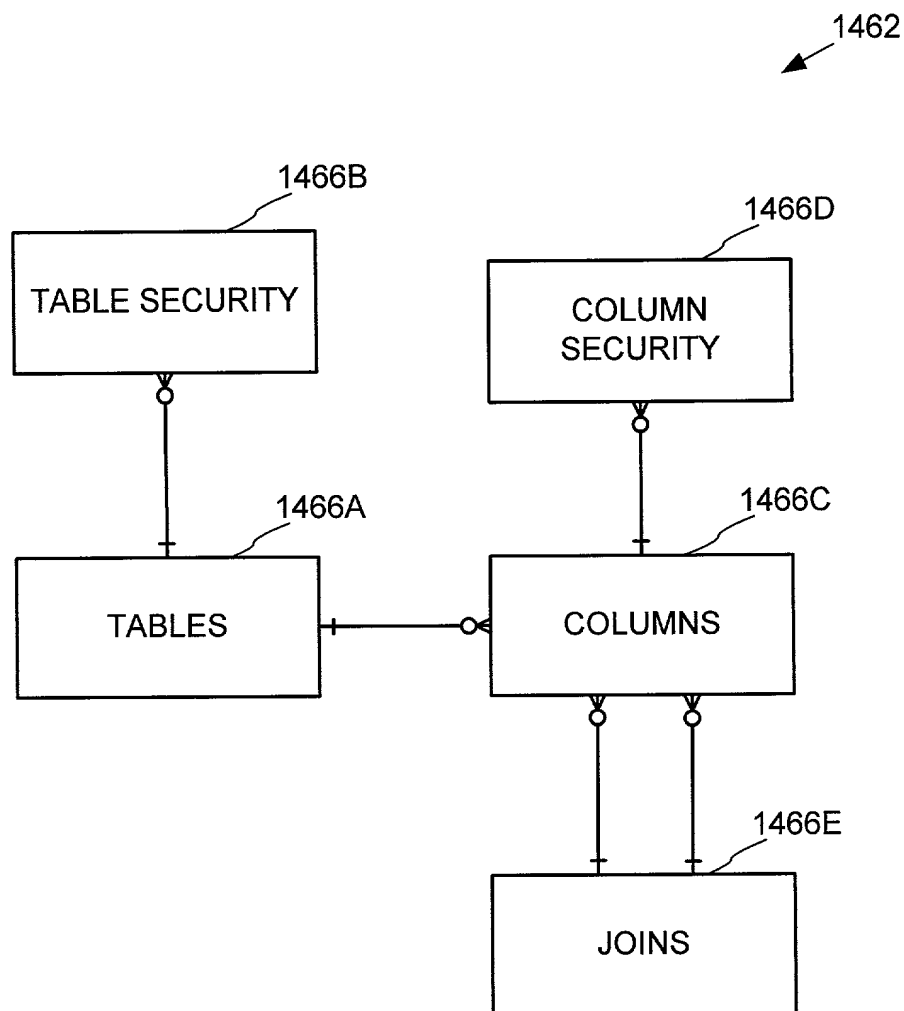 1462
1466B
1466D
TABLE SECURITY
COLUMN
SECURITY
1466A
1466C
TABLES
COLUMNS
1466E
JOINS